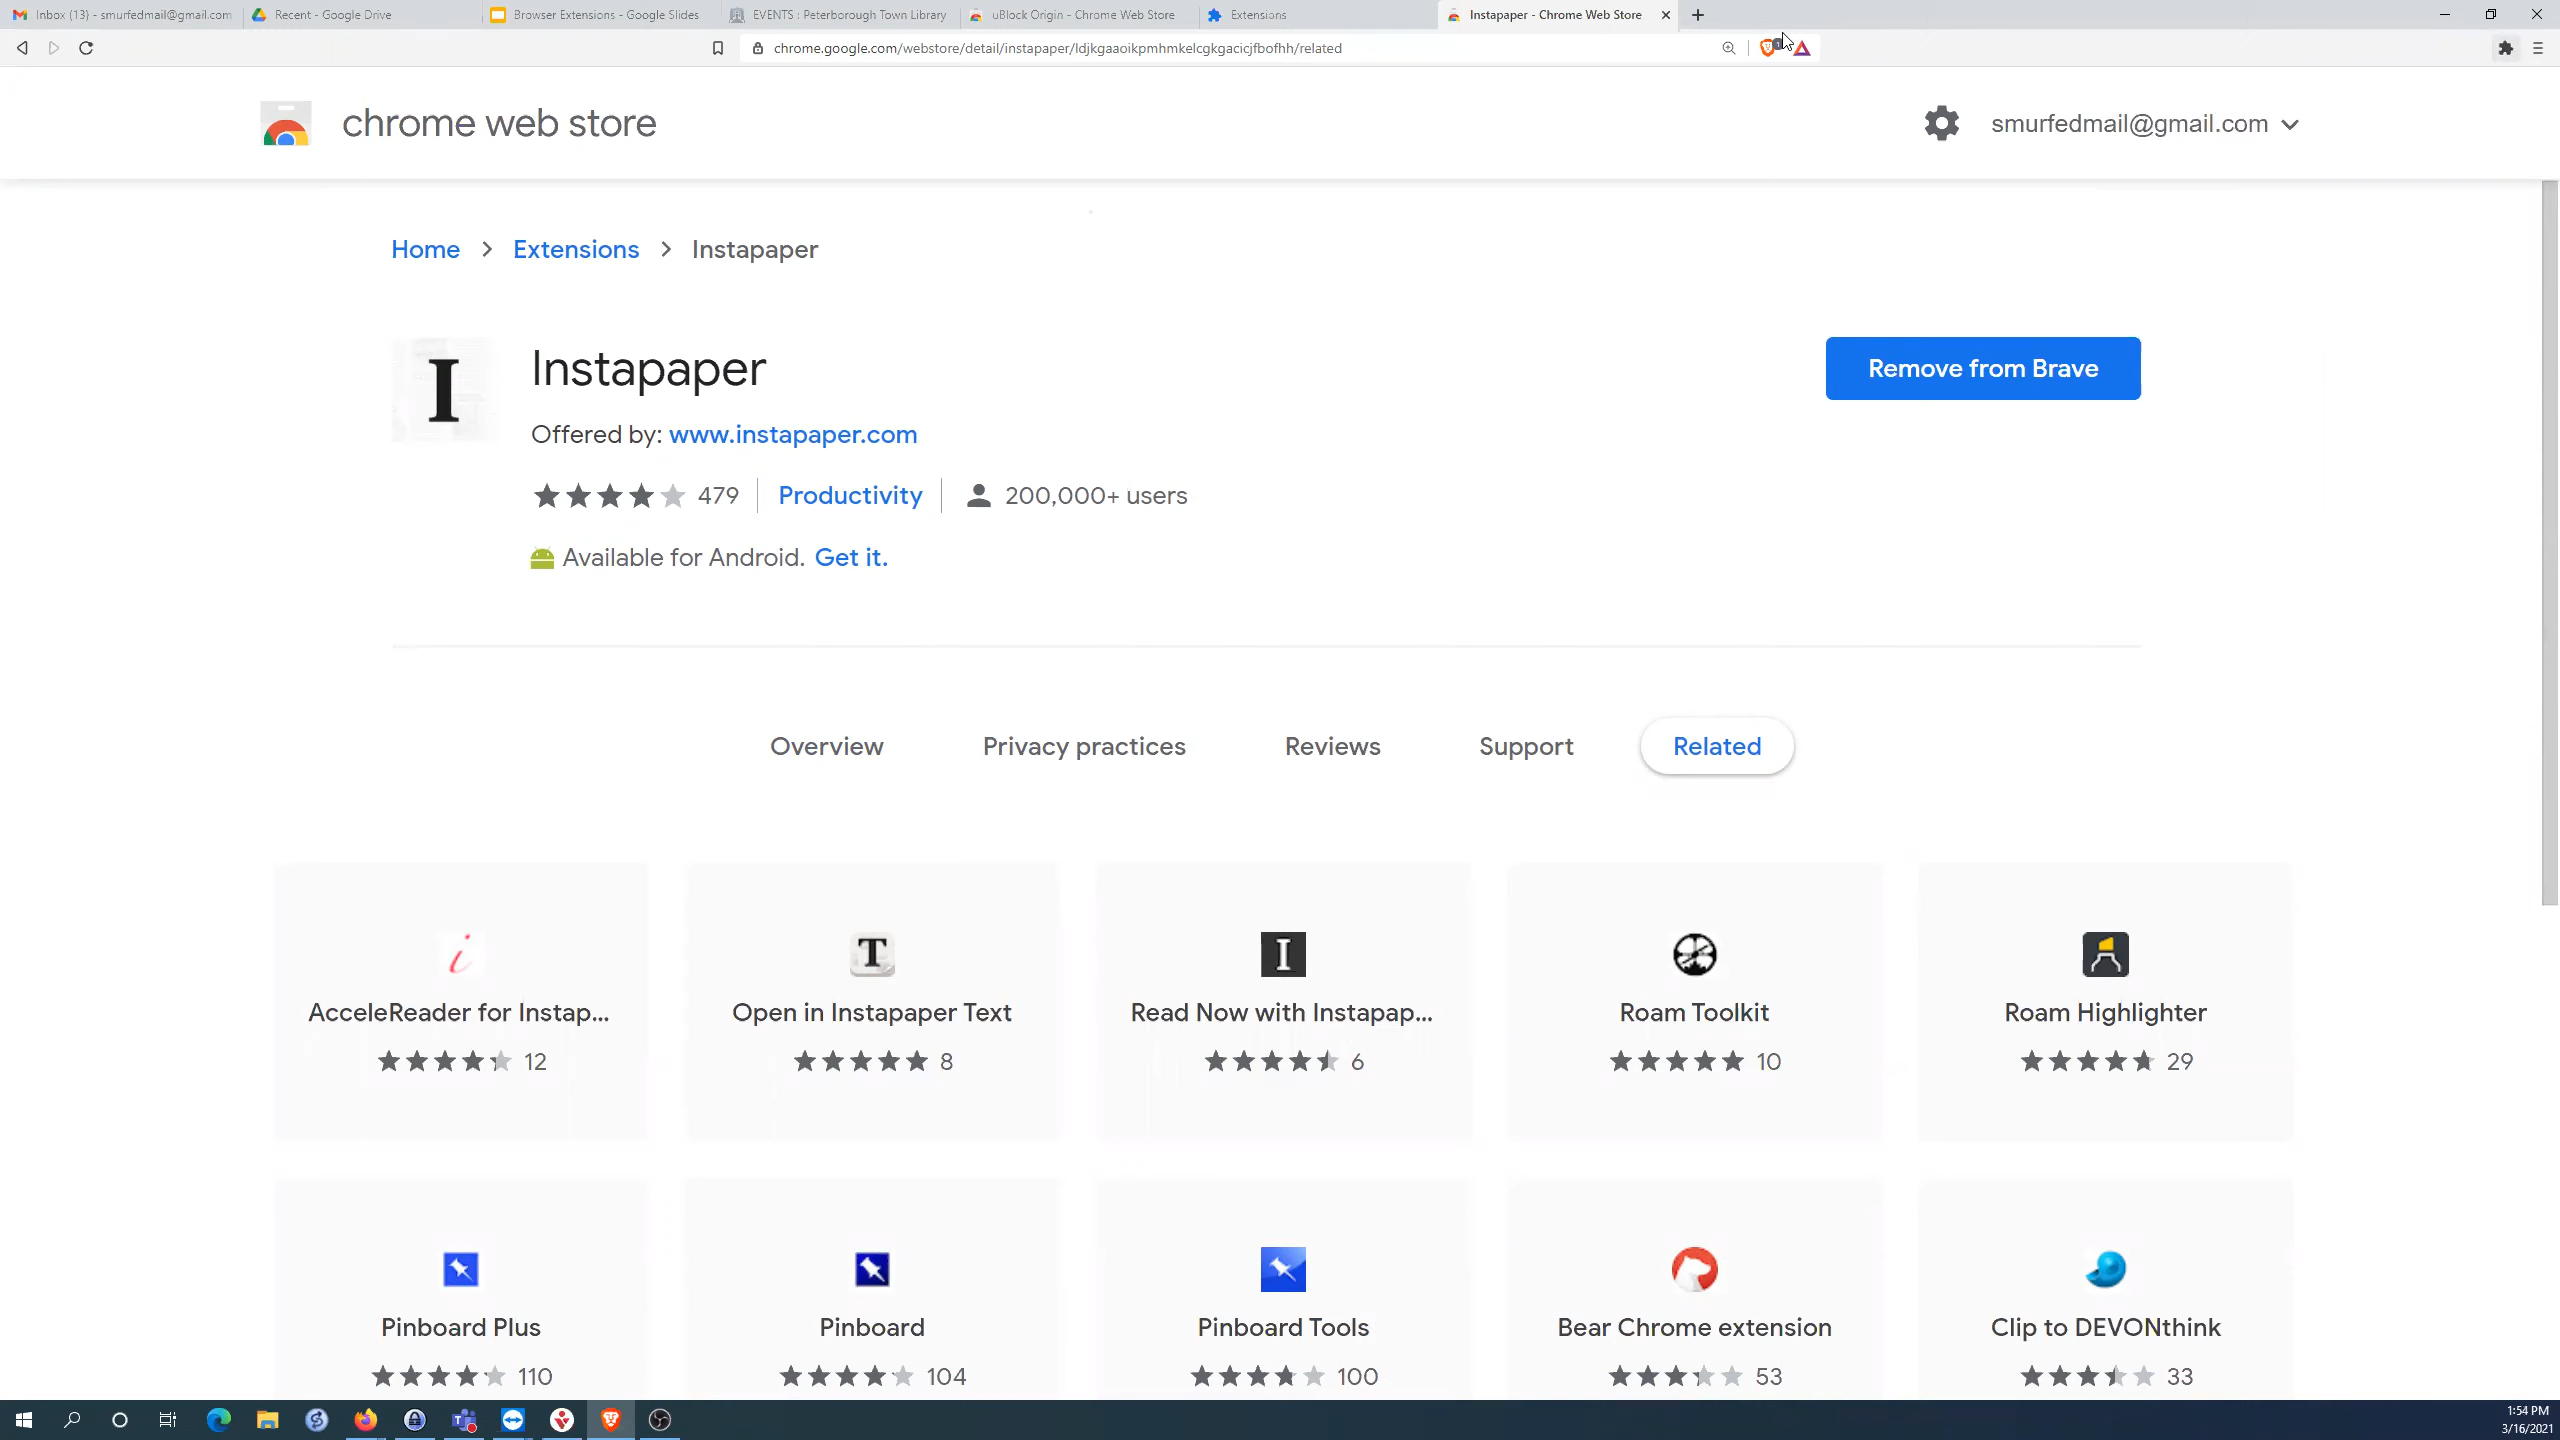 Inbox (13) - smurfedmail@gmail.com
Recent - Google Drive
Browser Extensions - Google Slides
EVENTS : Peterborough Town Library
uBlock Origin - Chrome Web Store
Extensions
Instapaper - Chrome Web Store
chrome.google.com/webstore/detail/instapaper/ldjkgaaoikpmhmkelcgkgacicjfbofhh/related
chrome web store
smurfedmail@gmail.com
Home > Extensions > Instapaper
I
Instapaper
Remove from Brave
Offered by: www.instapaper.com
479 | Productivity | 200,000+ users
Available for Android. Get it.
Overview Privacy practices Reviews Support Related
i T I
AcceleReader for Instap... Open in Instapaper Text Read Now with Instapap... Roam Toolkit Roam Highlighter
12 8 6 10 29
Pinboard Plus Pinboard Pinboard Tools Bear Chrome extension Clip to DEVONthink
110 104 100 53 33
1:54 PM
3/16/2021